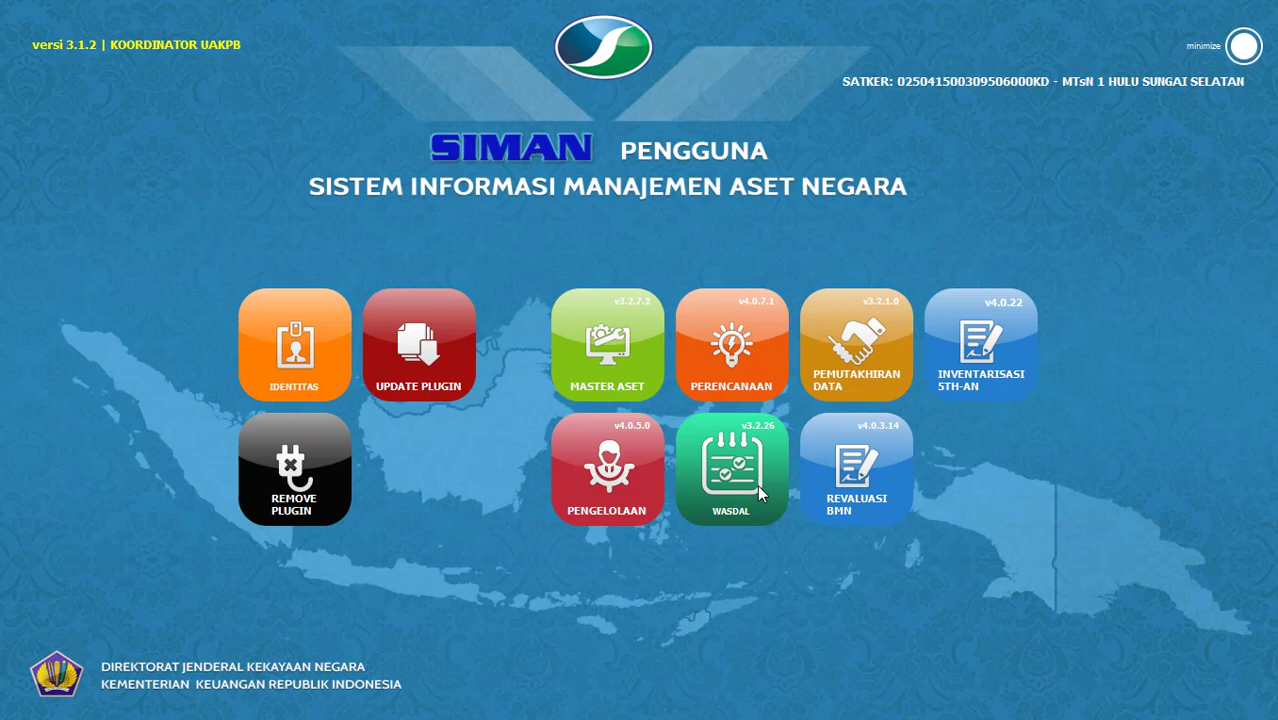 versi 3.1.2 | KOORDINATOR UAKPB
minimize
SATKER: 025041500309506000KD - MTsN 1 HULU SUNGAI SELATAN
SIMAN PENGGUNA
SISTEM INFORMASI MANAJEMEN ASET NEGARA
IDENTITAS
UPDATE PLUGIN
v3.2.7.2
MASTER ASET
v4.0.7.1
PERENCANAAN
v3.2.1.0
PEMUTAKHIRAN
DATA
v4.0.22
INVENTARISASI
5TH-AN
REMOVE
PLUGIN
v4.0.5.0
PENGELOLAAN
v3.2.26
WASDAL
v4.0.3.14
REVALUASI
BMN
DIREKTORAT JENDERAL KEKAYAAN NEGARA
KEMENTERIAN KEUANGAN REPUBLIK INDONESIA